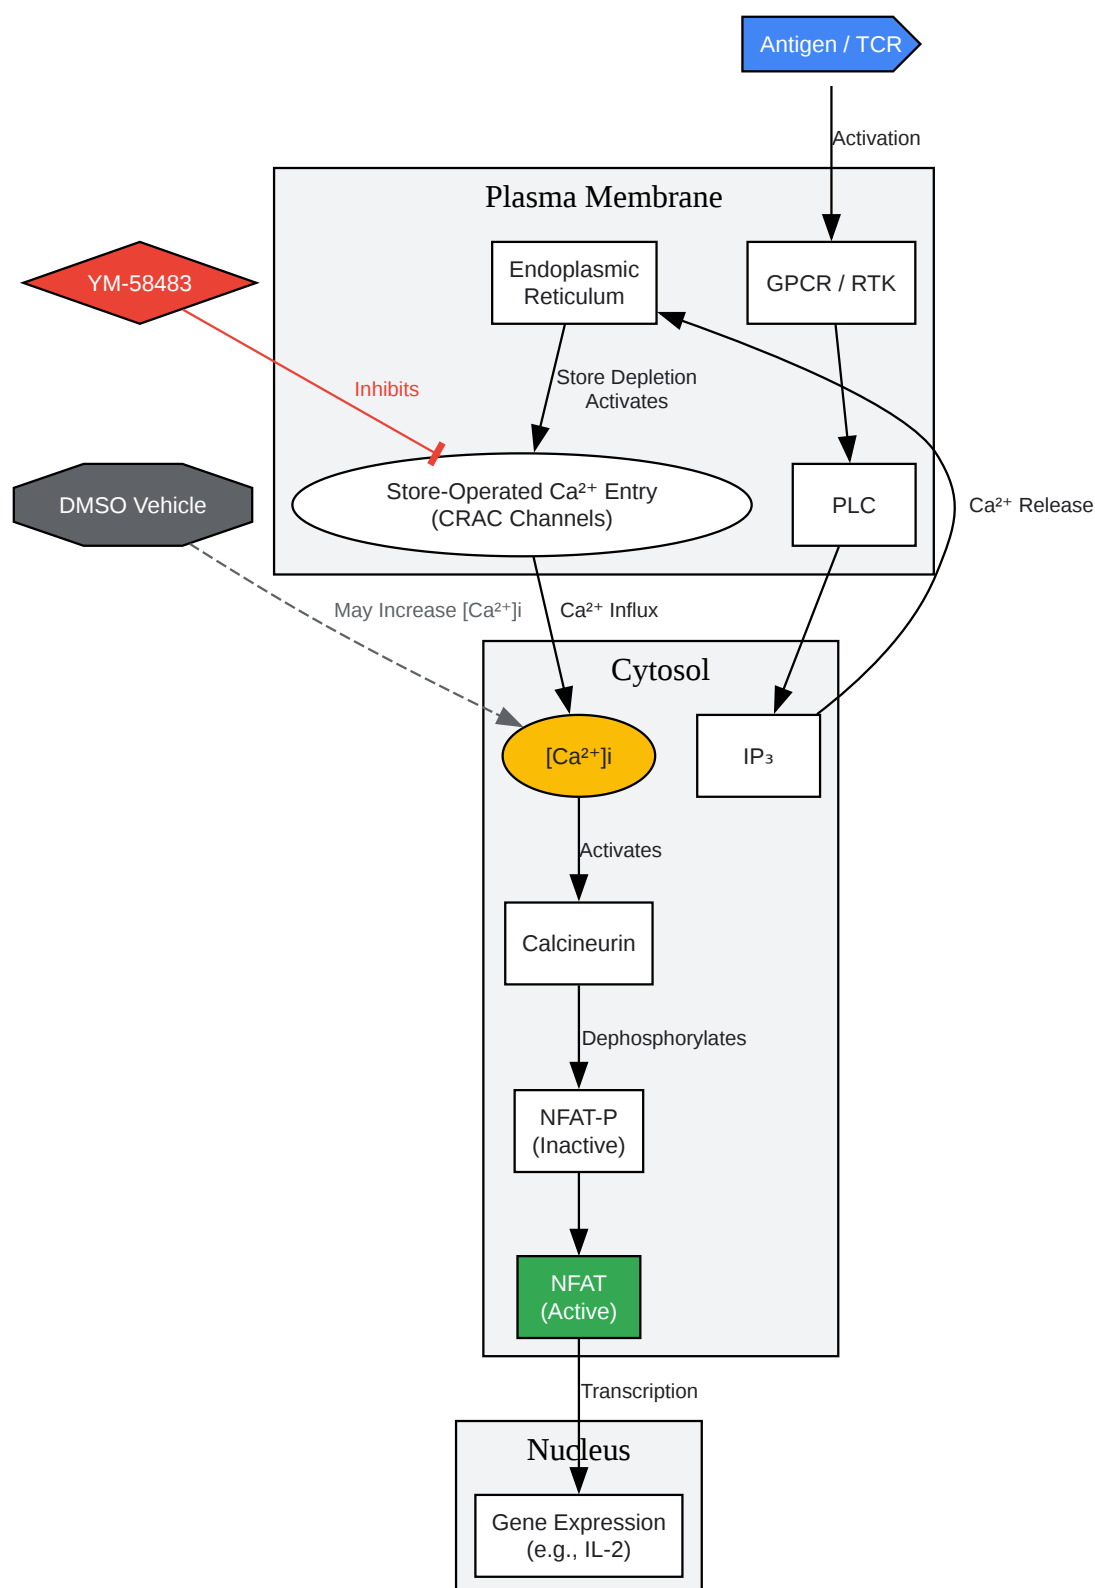 Antigen / TCR
Activation
Plasma Membrane
Endoplasmic
Reticulum
GPCR / RTK
YM-58483
Inhibits
Store Depletion
Activates
Store-Operated Ca²⁺ Entry
(CRAC Channels)
PLC
Ca²⁺ Release
DMSO Vehicle
May Increase [Ca²⁺]i
Ca²⁺ Influx
Cytosol
[Ca²⁺]i
IP₃
Activates
Calcineurin
Dephosphorylates
NFAT-P
(Inactive)
NFAT
(Active)
Transcription
Nucleus
Gene Expression
(e.g., IL-2)